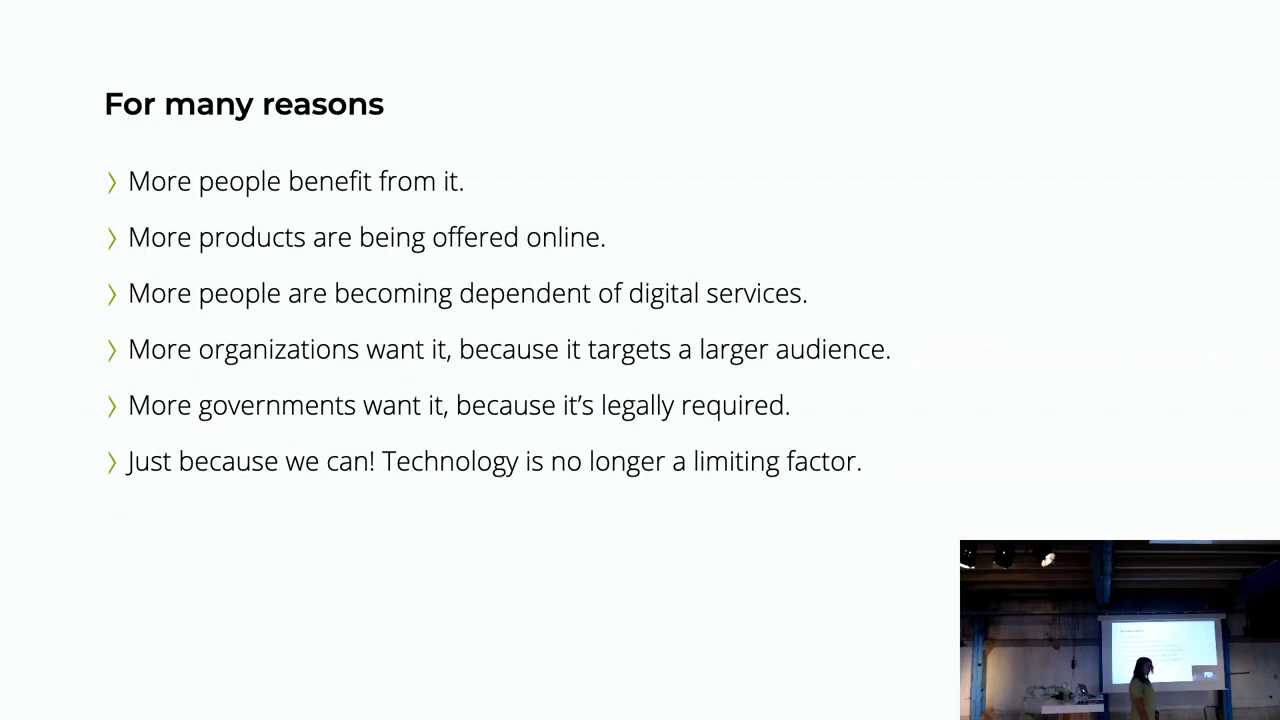 For many reasons
More people benefit from it.
More products are being offered online.
More people are becoming dependent of digital services.
More organizations want it, because it targets a larger audience.
More governments want it, because it’s legally required.
Just because we can! Technology is no longer a limiting factor.